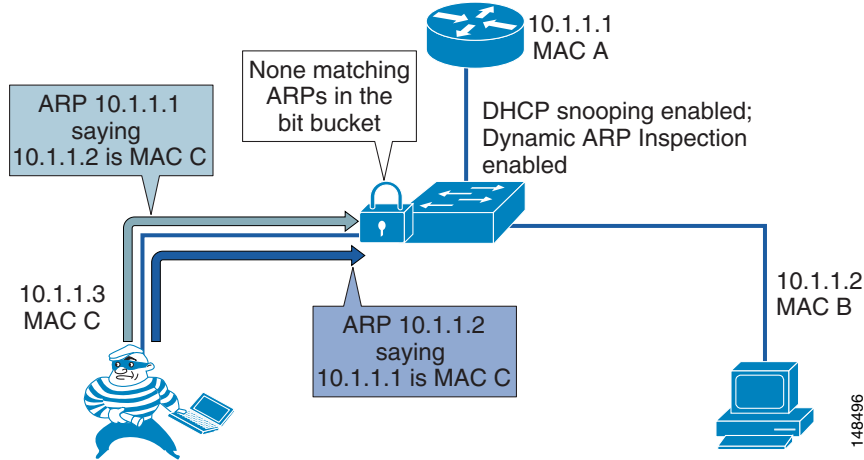 10.1.1.1
MAC A
None matching
ARPs in the
bit bucket
ARP 10.1.1.1
saying
10.1.1.2 is MAC C
DHCP snooping enabled;
Dynamic ARP Inspection
enabled
10.1.1.3
MAC C
ARP 10.1.1.2
saying
10.1.1.1 is MAC C
10.1.1.2
MAC B
148496